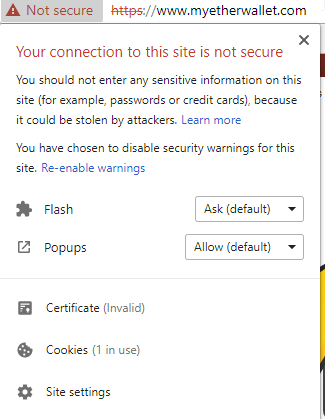 Not secure https://www.myetherwallet.com
Your connection to this site is not secure
You should not enter any sensitive information on this
site (for example, passwords or credit cards), because
it could be stolen by attackers. Learn more
You have chosen to disable security warnings for this
site. Re-enable warnings
Flash Ask (default)
Popups Allow (default)
Certificate (Invalid)
Cookies (1 in use)
Site settings